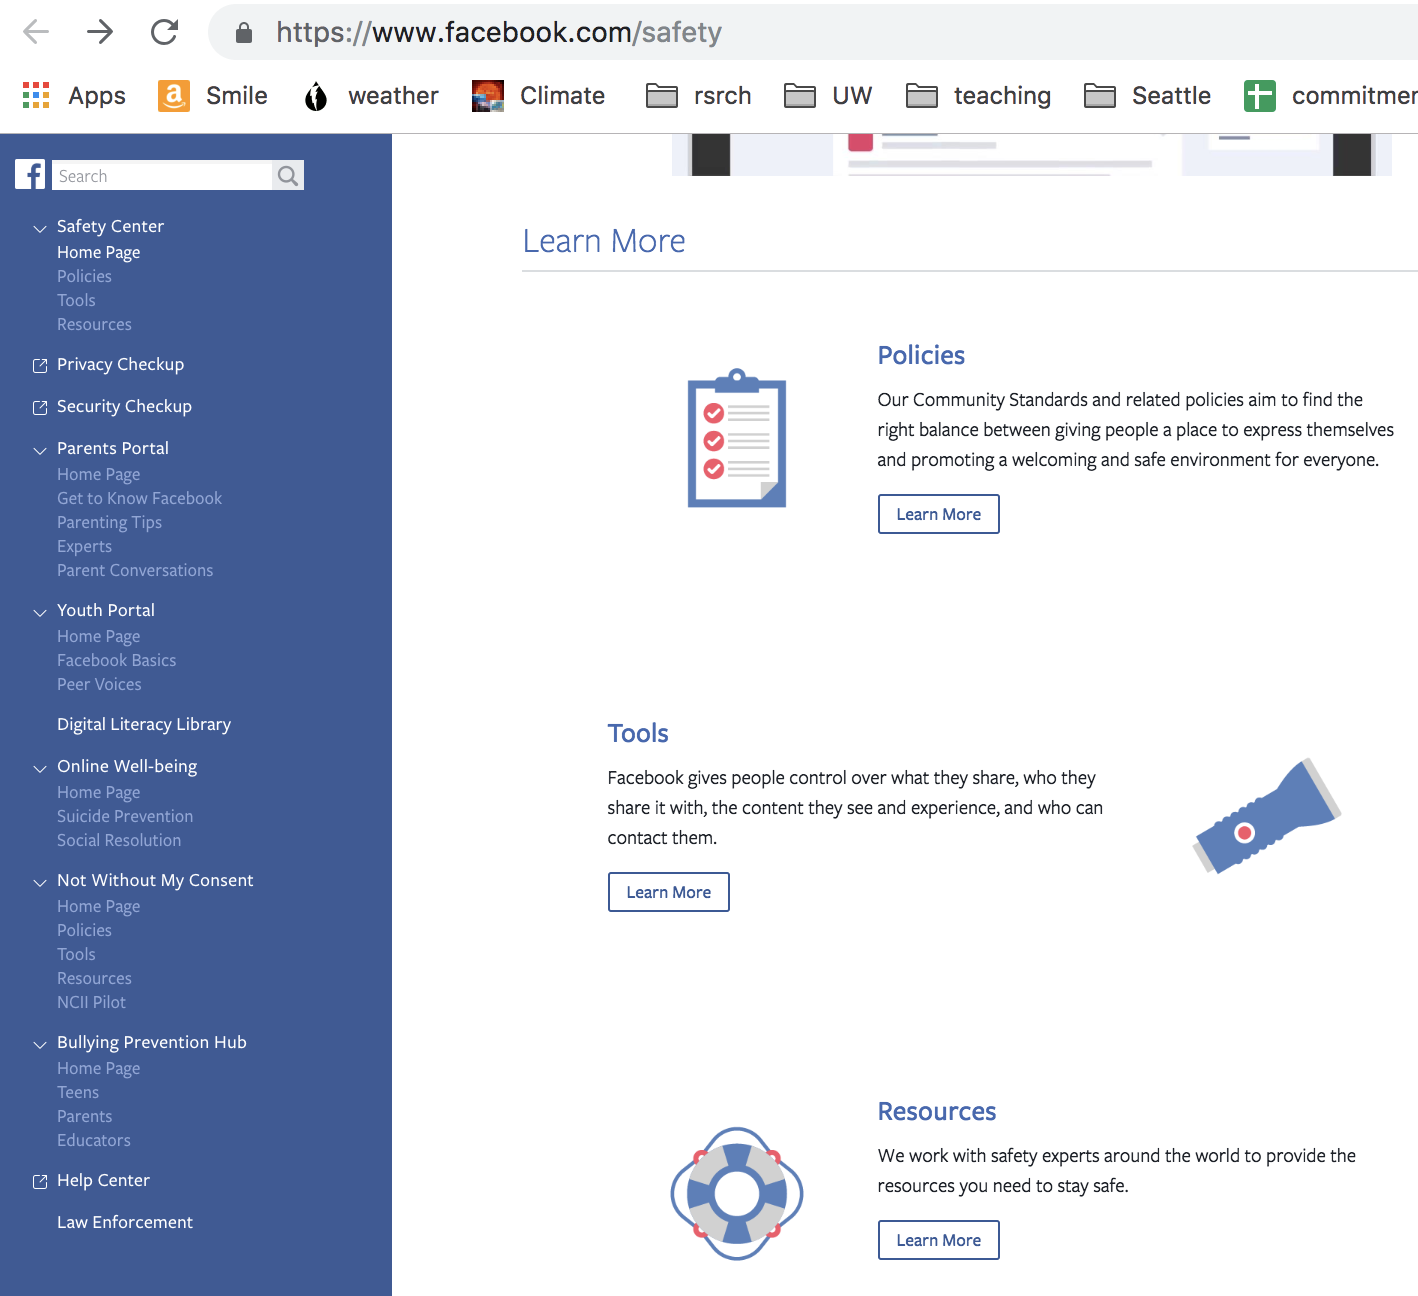 https://www.facebook.com/safety
Apps Smile weather Climate rsrch UW teaching Seattle
Search
Safety Center
Home Page
Policies
Tools
Resources
Privacy Checkup
Security Checkup
Parents Portal
Home Page
Get to Know Facebook
Parenting Tips
Experts
Parent Conversations
Youth Portal
Home Page
Facebook Basics
Peer Voices
Digital Literacy Library
Online Well-being
Home Page
Suicide Prevention
Social Resolution
Not Without My Consent
Home Page
Policies
Tools
Resources
NCII Pilot
Bullying Prevention Hub
Home Page
Teens
Parents
Educators
Help Center
Law Enforcement
Learn More
Policies
Our Community Standards and related policies aim to find the
right balance between giving people a place to express themselves
and promoting a welcoming and safe environment for everyone.
Learn More
Tools
Facebook gives people control over what they share, who they
share it with, the content they see and experience, and who can
contact them.
Learn More
Resources
We work with safety experts around the world to provide the
resources you need to stay safe.
Learn More